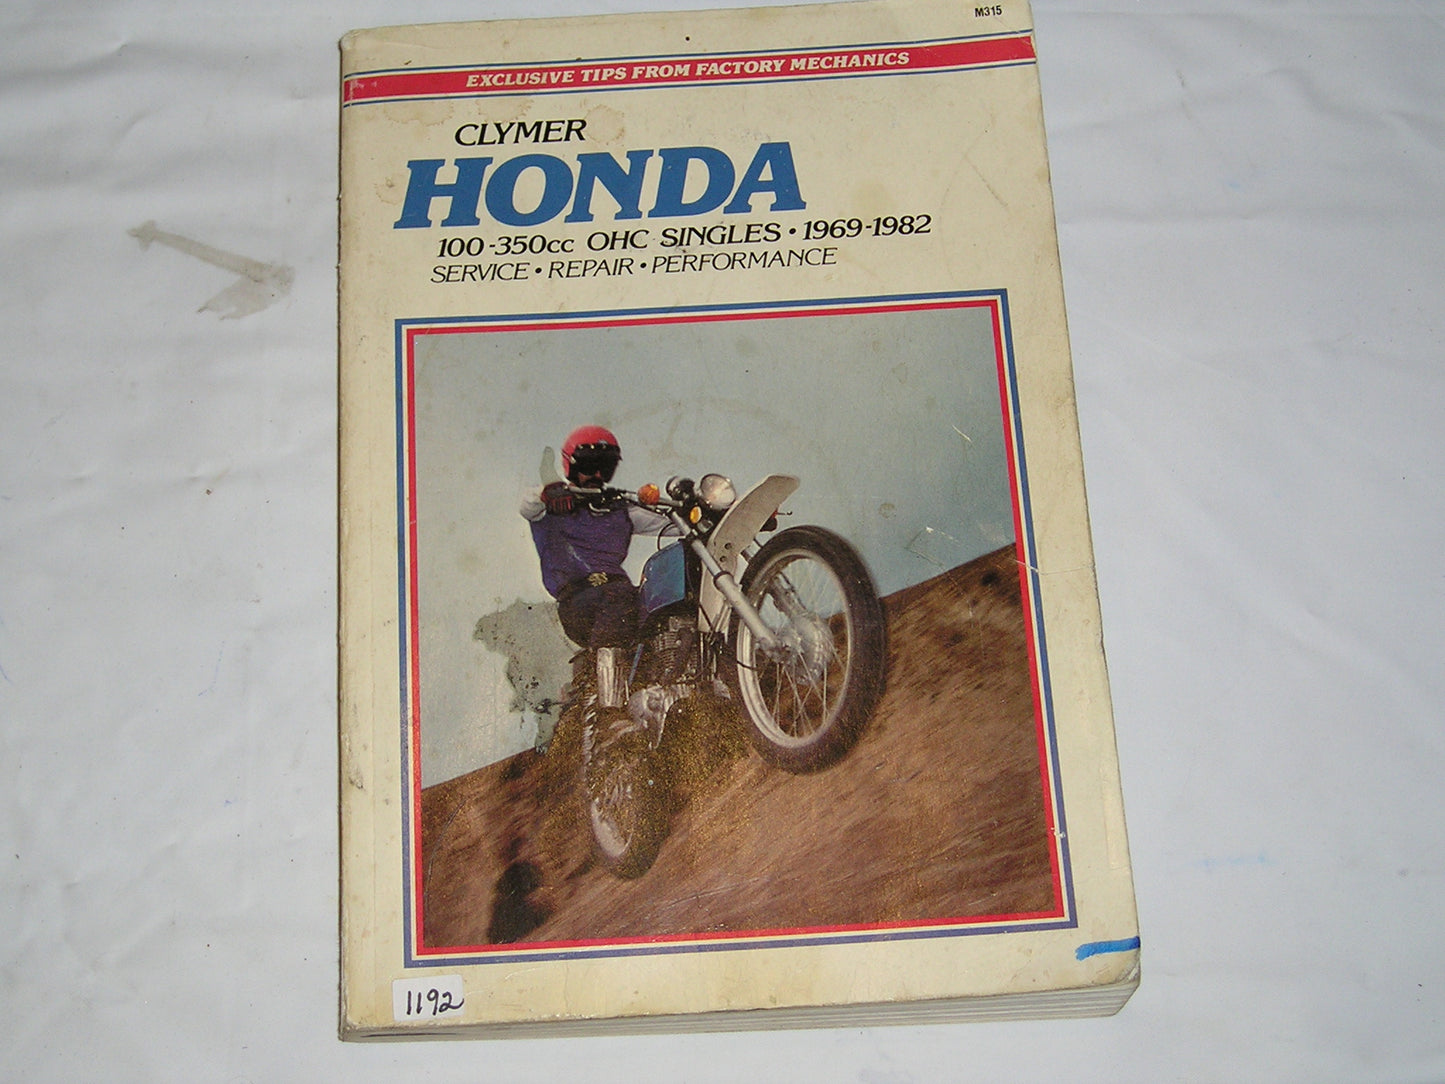 M315
EXCLUSIVE TIPS FROM FACTORY MECHANICS
CLYMER
HONDA
100-350cc OHC SINGLES • 1969-1982
SERVICE • REPAIR • PERFORMANCE
1192